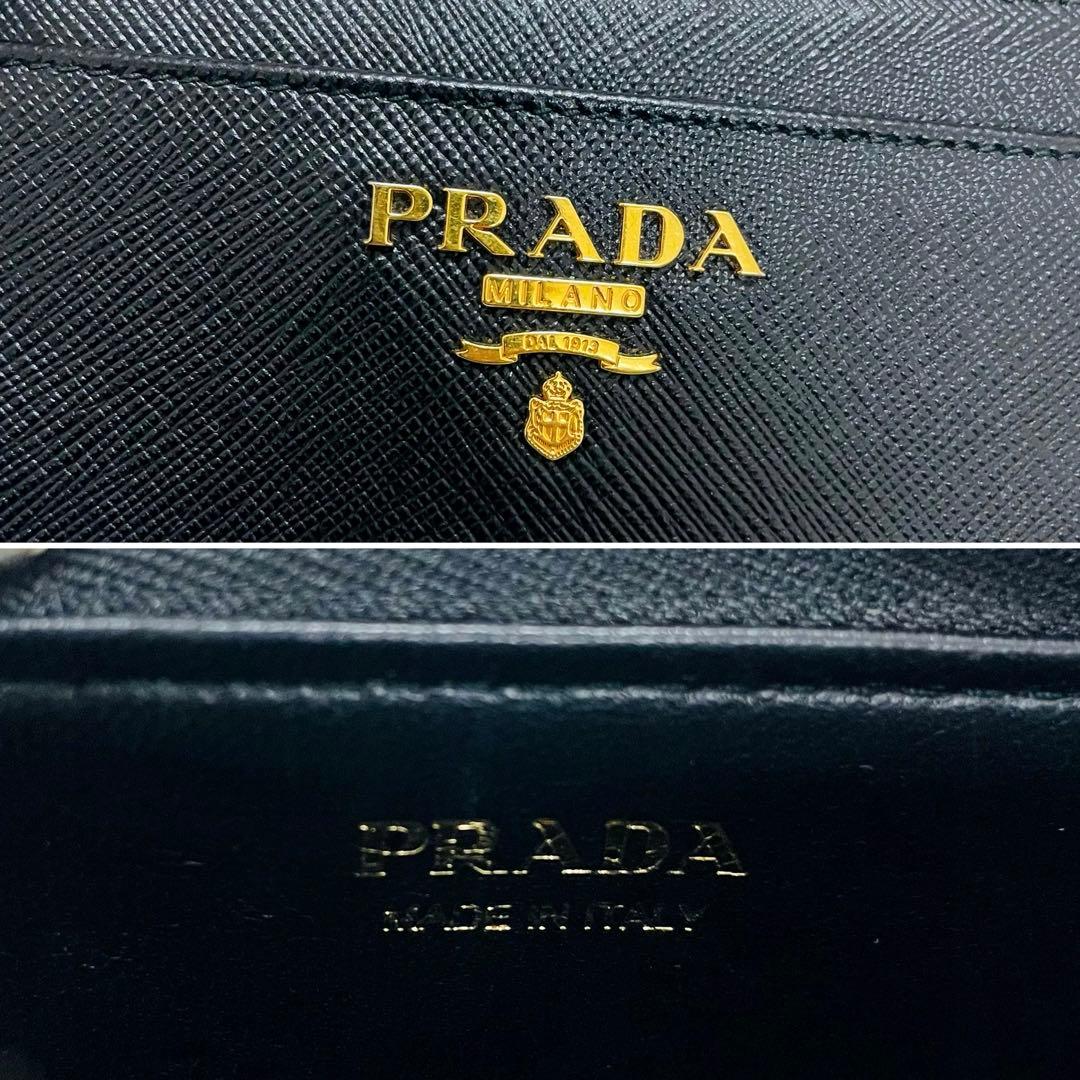 PRADA
MILANO
DAL 1913
PRADA
MADE IN ITALY